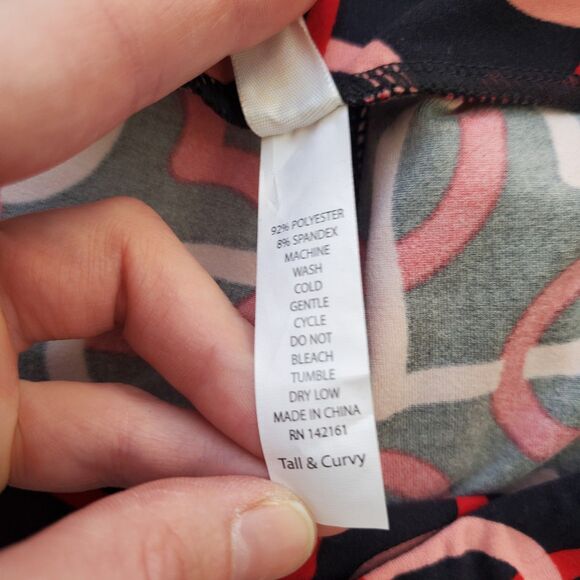 92% POLYESTER
8% SPANDEX
MACHINE
WASH
COLD
GENTLE
CYCLE
DO NOT
BLEACH
TUMBLE
DRY LOW
MADE IN CHINA
RN 142161
Tall & Curvy